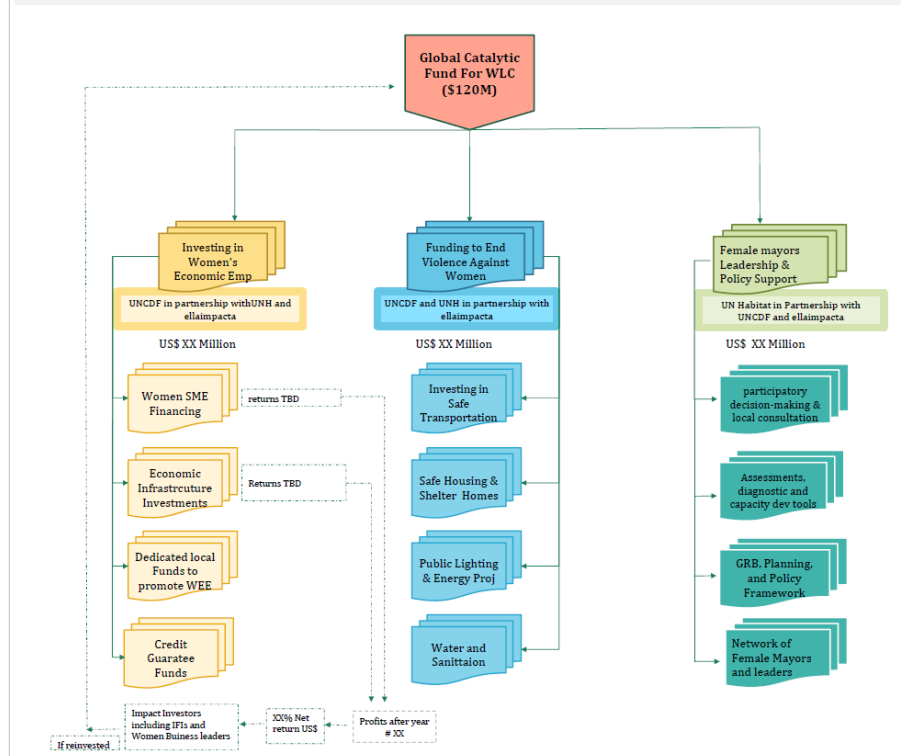 Global Catalytic
Fund For WLC
($120M)
Investing in
Women's
Economic Emp
UNCDF in partnership withUNH and
ellaimpacta
US$ XX Million
Women SME
Financing
returns TBD
Economic
Infrastrcuture
Investments
Returns TBD
Dedicated local
Funds to
promote WEE
Credit
Guaratee
Funds
Funding to End
Violence Against
Women
UNCDF and UNH in partnership with
ellaimpacta
US$ XX Million
Investing in
Safe
Transportation
Safe Housing &
Shelter Homes
Public Lighting
& Energy Proj
Water and
Sanittaion
Female mayors
Leadership &
Policy Support
UN Habitat in Partnership with
UNCDF and ellaimpacta
US$ XX Million
participatory
decision-making &
local consultation
Assessments,
diagnostic and
capacity dev tools
GRB, Planning,
and Policy
Framework
Network of
Female Mayors
and leaders
Profits after year
# XX
XX% Net
return US$
Impact Investors
including IFIs and
Women Buiness leaders
If reinvested